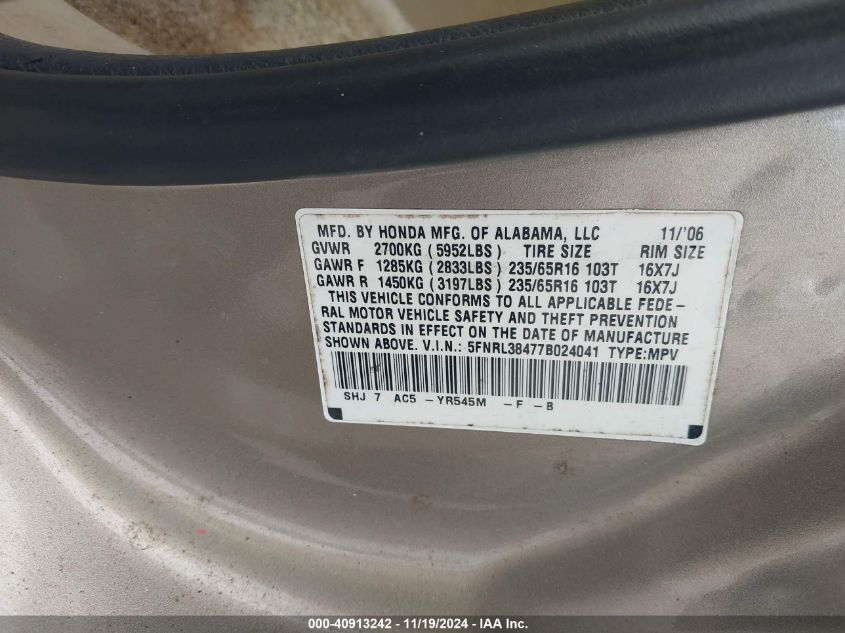 MFD. BY HONDA MFG. OF ALABAMA, LLC 11/'06
GVWR 2700KG ( 5952LBS ) TIRE SIZE RIM SIZE
GAWR F 1285KG ( 2833LBS ) 235/65R16 103T 16X7J
GAWR R 1450KG ( 3197LBS ) 235/65R16 103T 16X7J
THIS VEHICLE CONFORMS TO ALL APPLICABLE FEDE-
RAL MOTOR VEHICLE SAFETY AND THEFT PREVENTION
STANDARDS IN EFFECT ON THE DATE OF MANUFACTURE
SHOWN ABOVE. V.I.N.: 5FNRL38477B024041 TYPE:MPV
SHJ 7 AC5 - YR545M - F - B
000-40913242 - 11/19/2024 - IAA Inc.